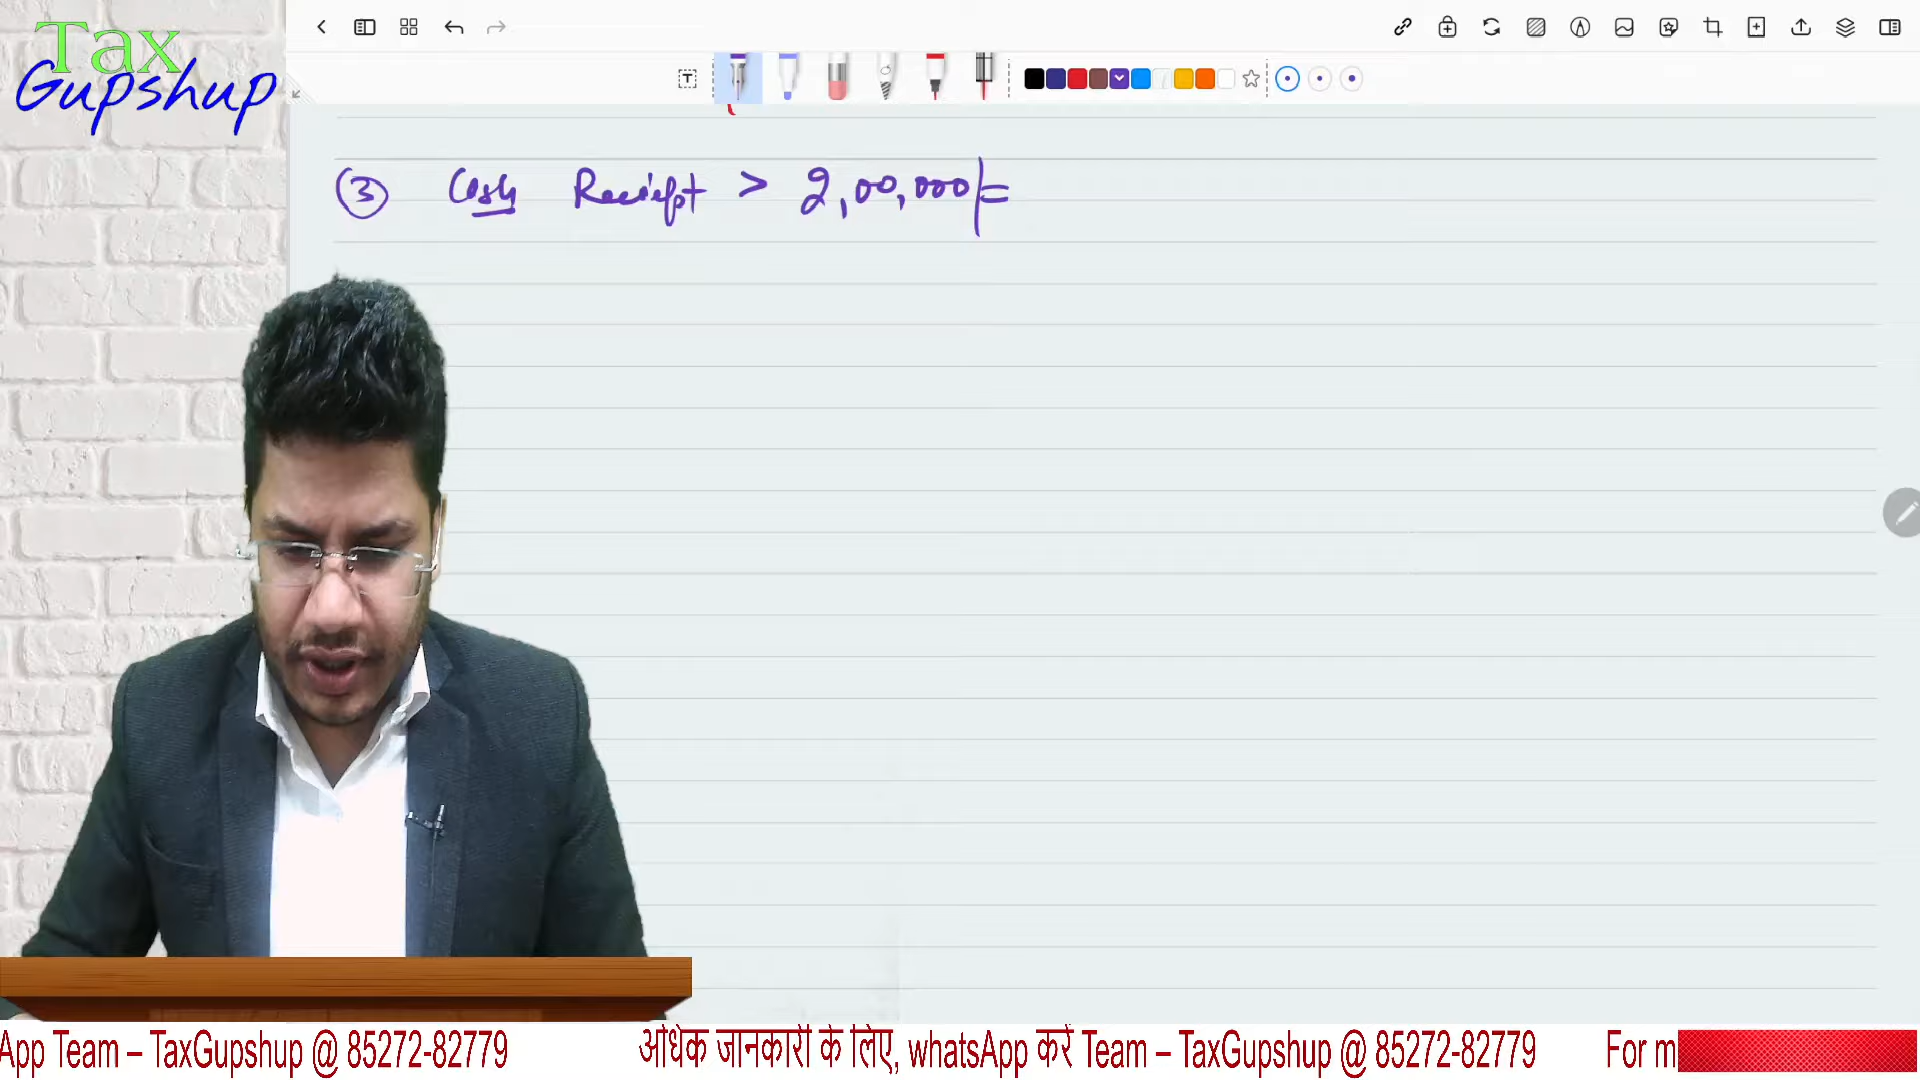 Tax
Gupshup
T
③ Cash Reciept > 2,00,000/=
App Team – TaxGupshup @ 85272-82779 अधिक जानकारी के लिए, whatsApp करें Team – TaxGupshup @ 85272-82779 For m